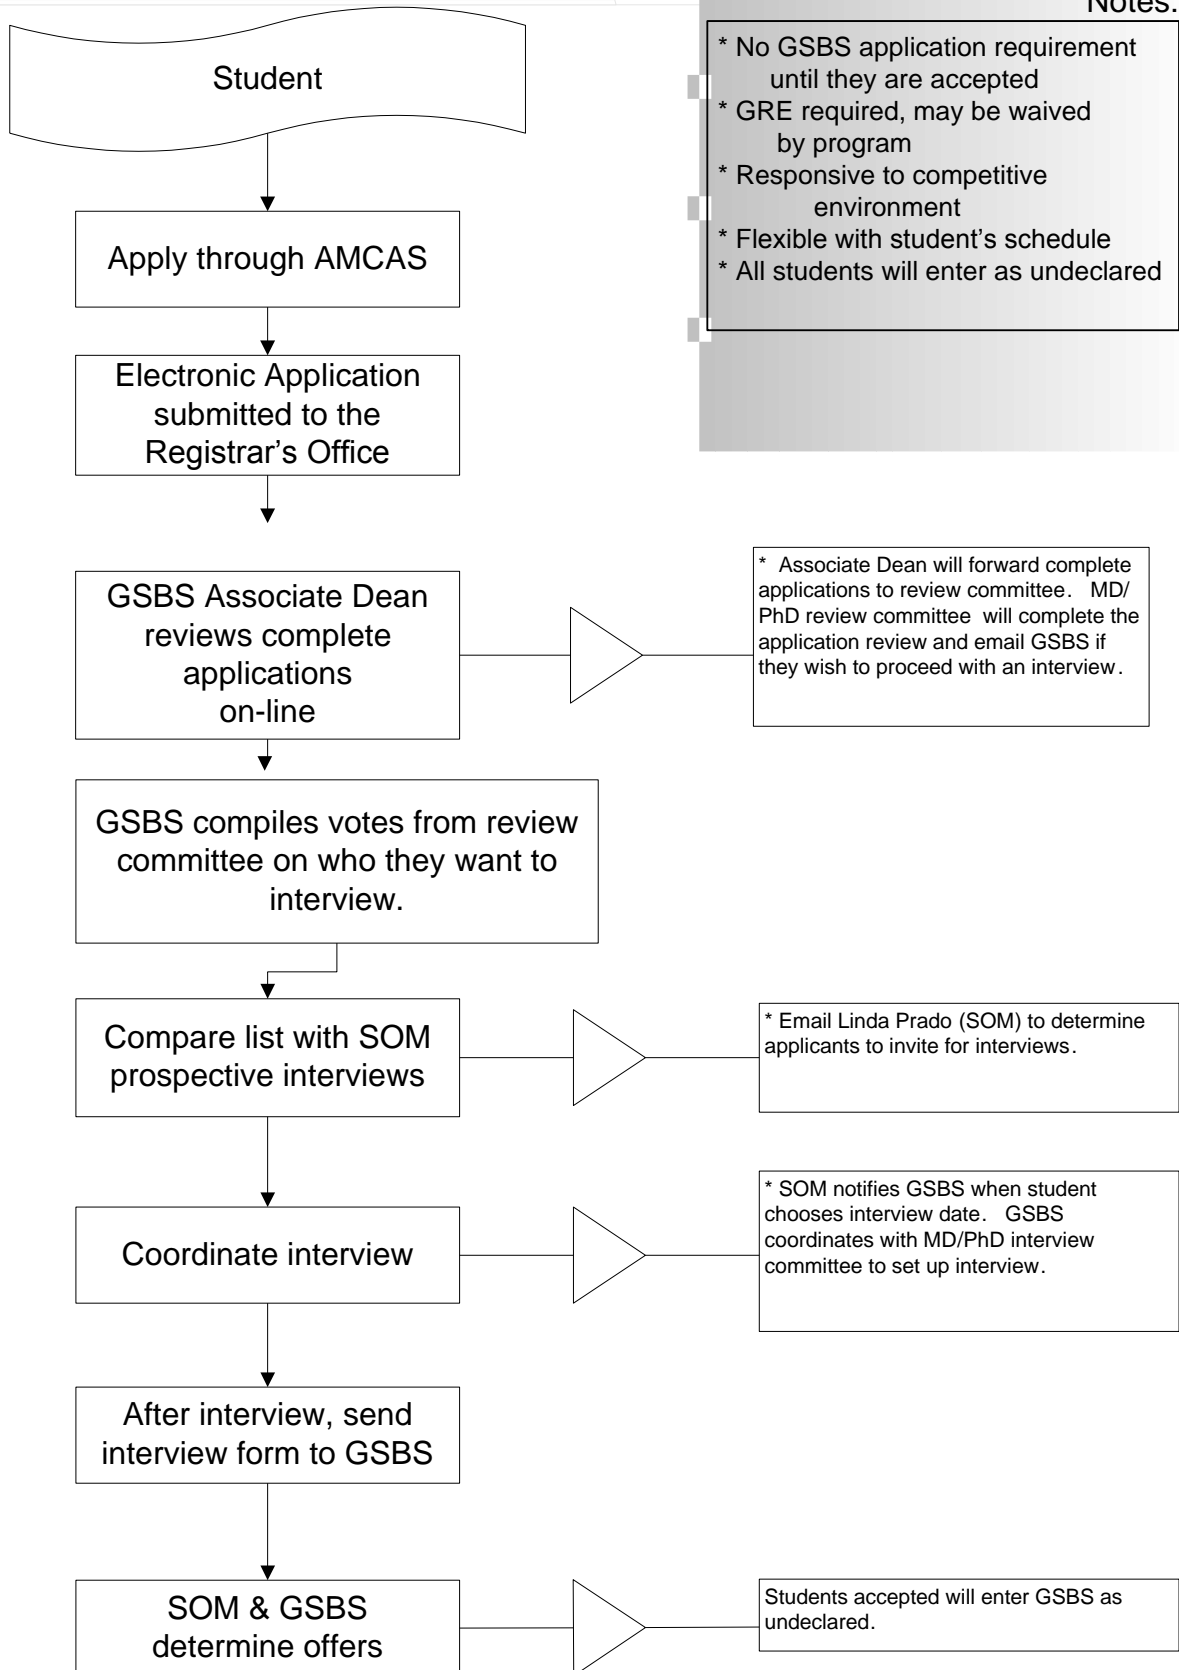 Notes:
* No GSBS application requirement
until they are accepted
* GRE required, may be waived
by program
* Responsive to competitive
environment
* Flexible with student’s schedule
* All students will enter as undeclared
Student
Apply through AMCAS
Electronic Application
submitted to the
Registrar’s Office
GSBS Associate Dean
reviews complete
applications
on-line
* Associate Dean will forward complete
applications to review committee. MD/
PhD review committee will complete the
application review and email GSBS if
they wish to proceed with an interview.
GSBS compiles votes from review
committee on who they want to
interview.
Compare list with SOM
prospective interviews
* Email Linda Prado (SOM) to determine
applicants to invite for interviews.
Coordinate interview
* SOM notifies GSBS when student
chooses interview date. GSBS
coordinates with MD/PhD interview
committee to set up interview.
After interview, send
interview form to GSBS
SOM & GSBS
determine offers
Students accepted will enter GSBS as
undeclared.